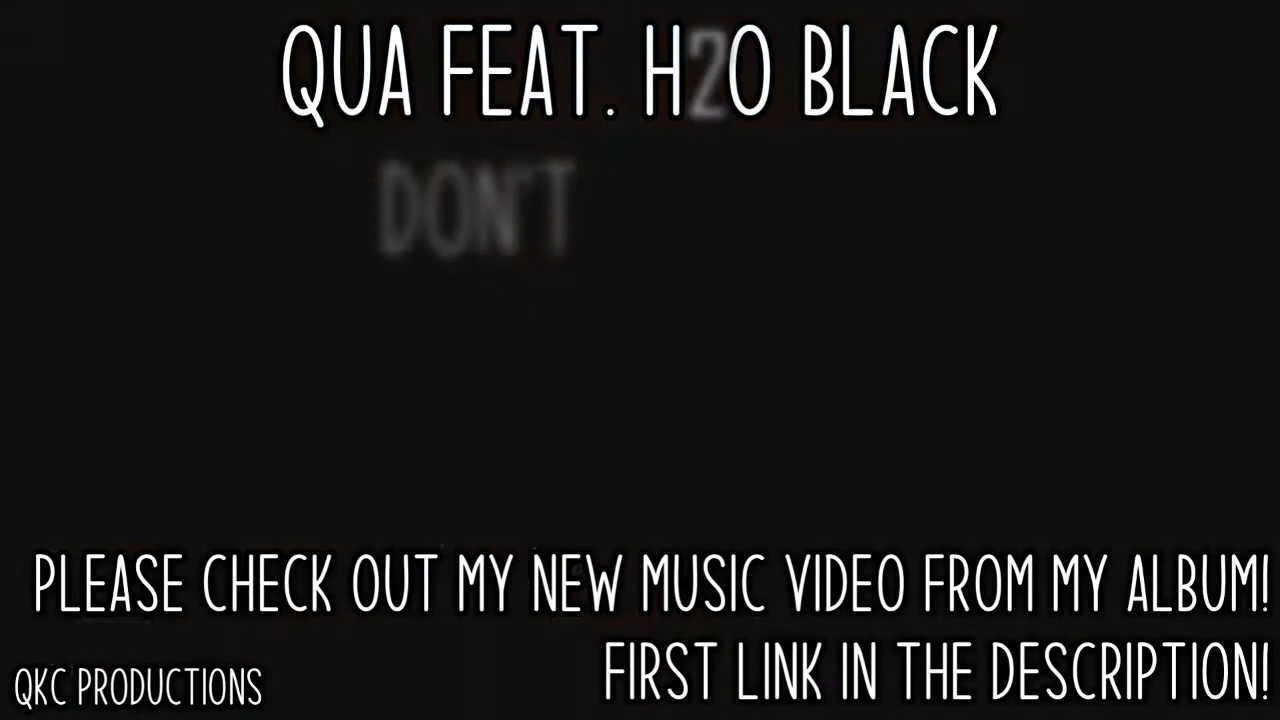 QUA FEAT. H2O BLACK
DON'T
PLEASE CHECK OUT MY NEW MUSIC VIDEO FROM MY ALBUM!
FIRST LINK IN THE DESCRIPTION!
QKC PRODUCTIONS